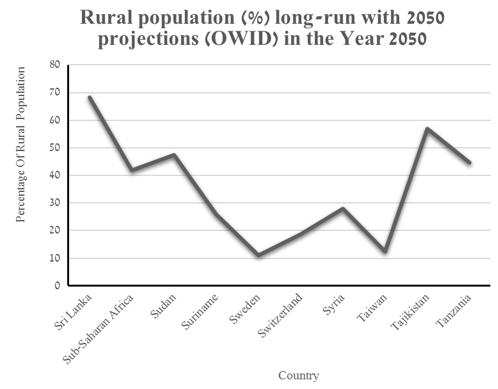 Rural population (%) long-run with 2050
projections (OWID) in the Year 2050
Percentage Of Rural Population
80
70
60
50
40
30
20
10
0
Sri Lanka
Sub-Saharan Africa
Sudan
Suriname
Sweden
Switzerland
Syria
Taiwan
Tajikistan
Tanzania
Country